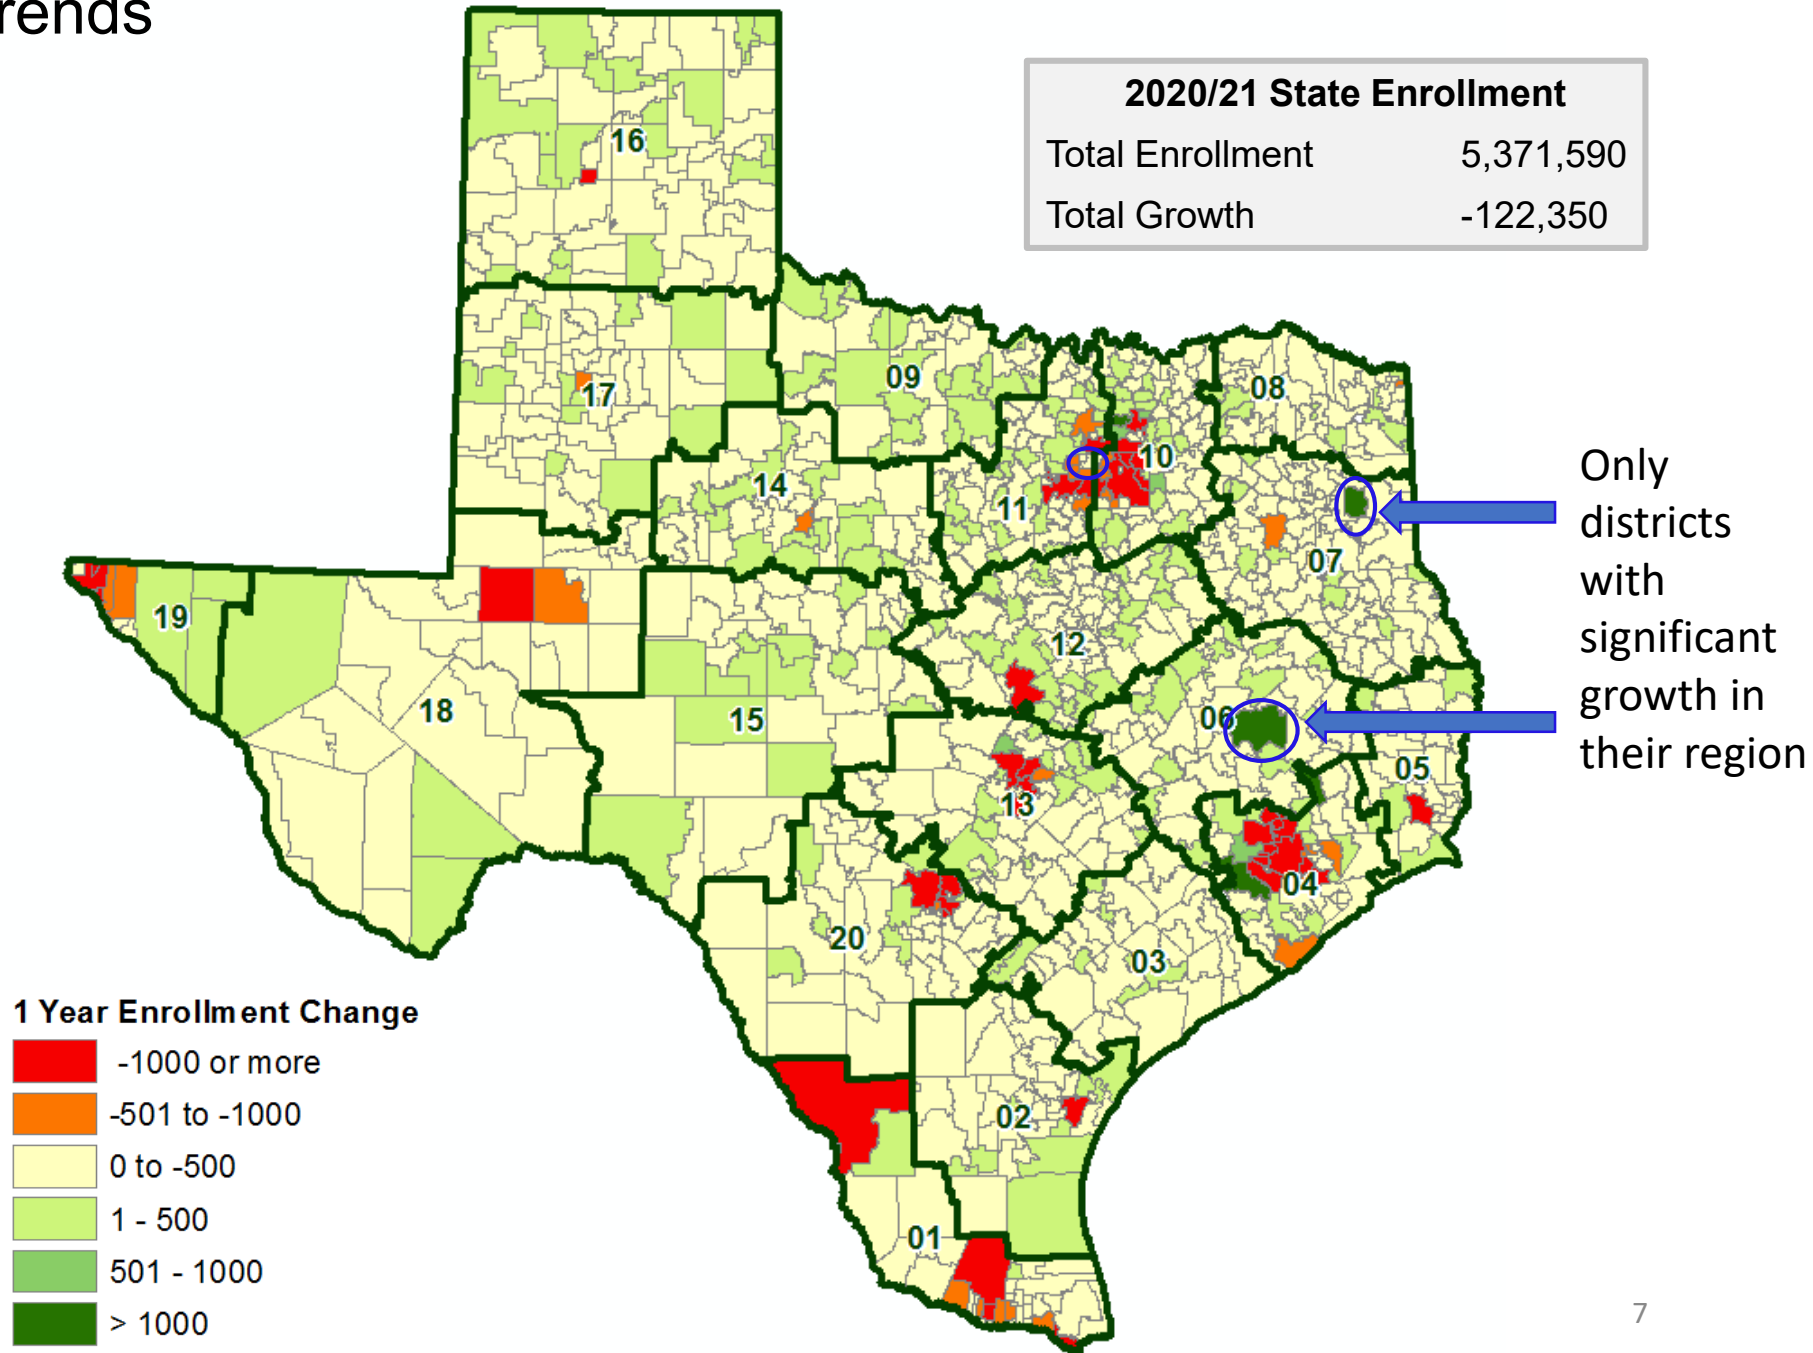 rends
2020/21 State Enrollment
Total Enrollment 5,371,590
Total Growth -122,350
16
17
09
08
10
14
11
07
Only
districts
with
significant
growth in
their region
19
12
18
15
06
05
13
04
20
03
02
01
1 Year Enrollment Change
-1000 or more
-501 to -1000
0 to -500
1 - 500
501 - 1000
> 1000
7